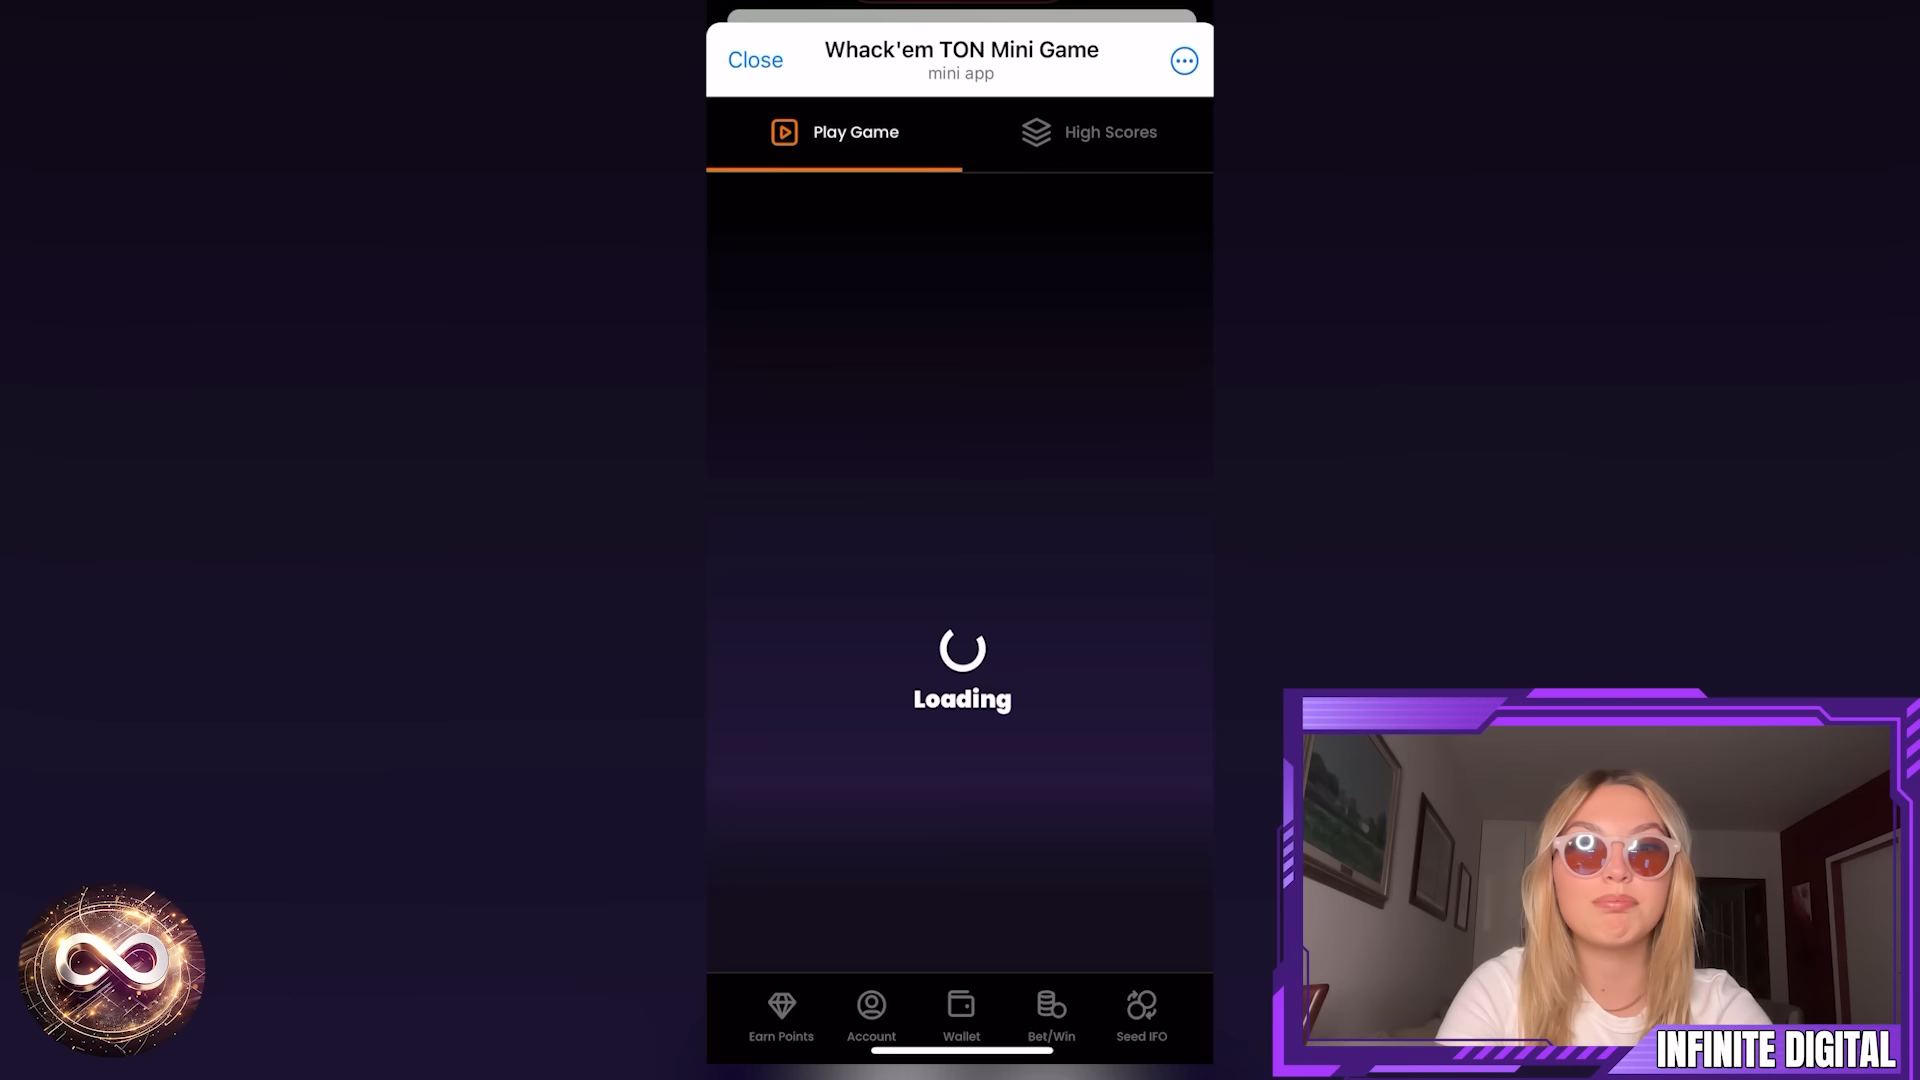 Close
Whack'em TON Mini Game
mini app
Play Game
High Scores
Loading
Earn Points
Account
Wallet
Bet/Win
Seed IFO
INFINITE DIGITAL